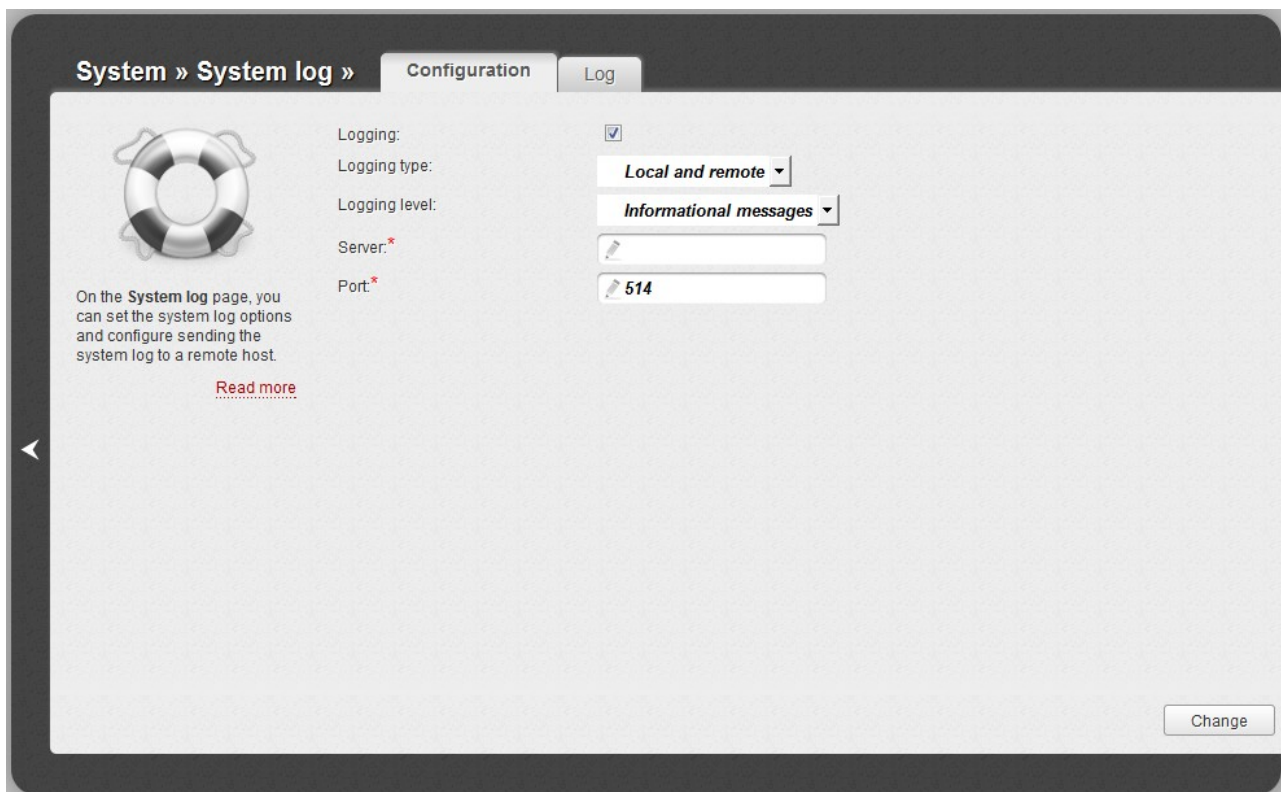 System » System log »
Configuration
Log
Logging:
Logging type:
Local and remote
Logging level:
Informational messages
Server:*
Port:*
514
On the System log page, you
can set the system log options
and configure sending the
system log to a remote host.
Read more
Change